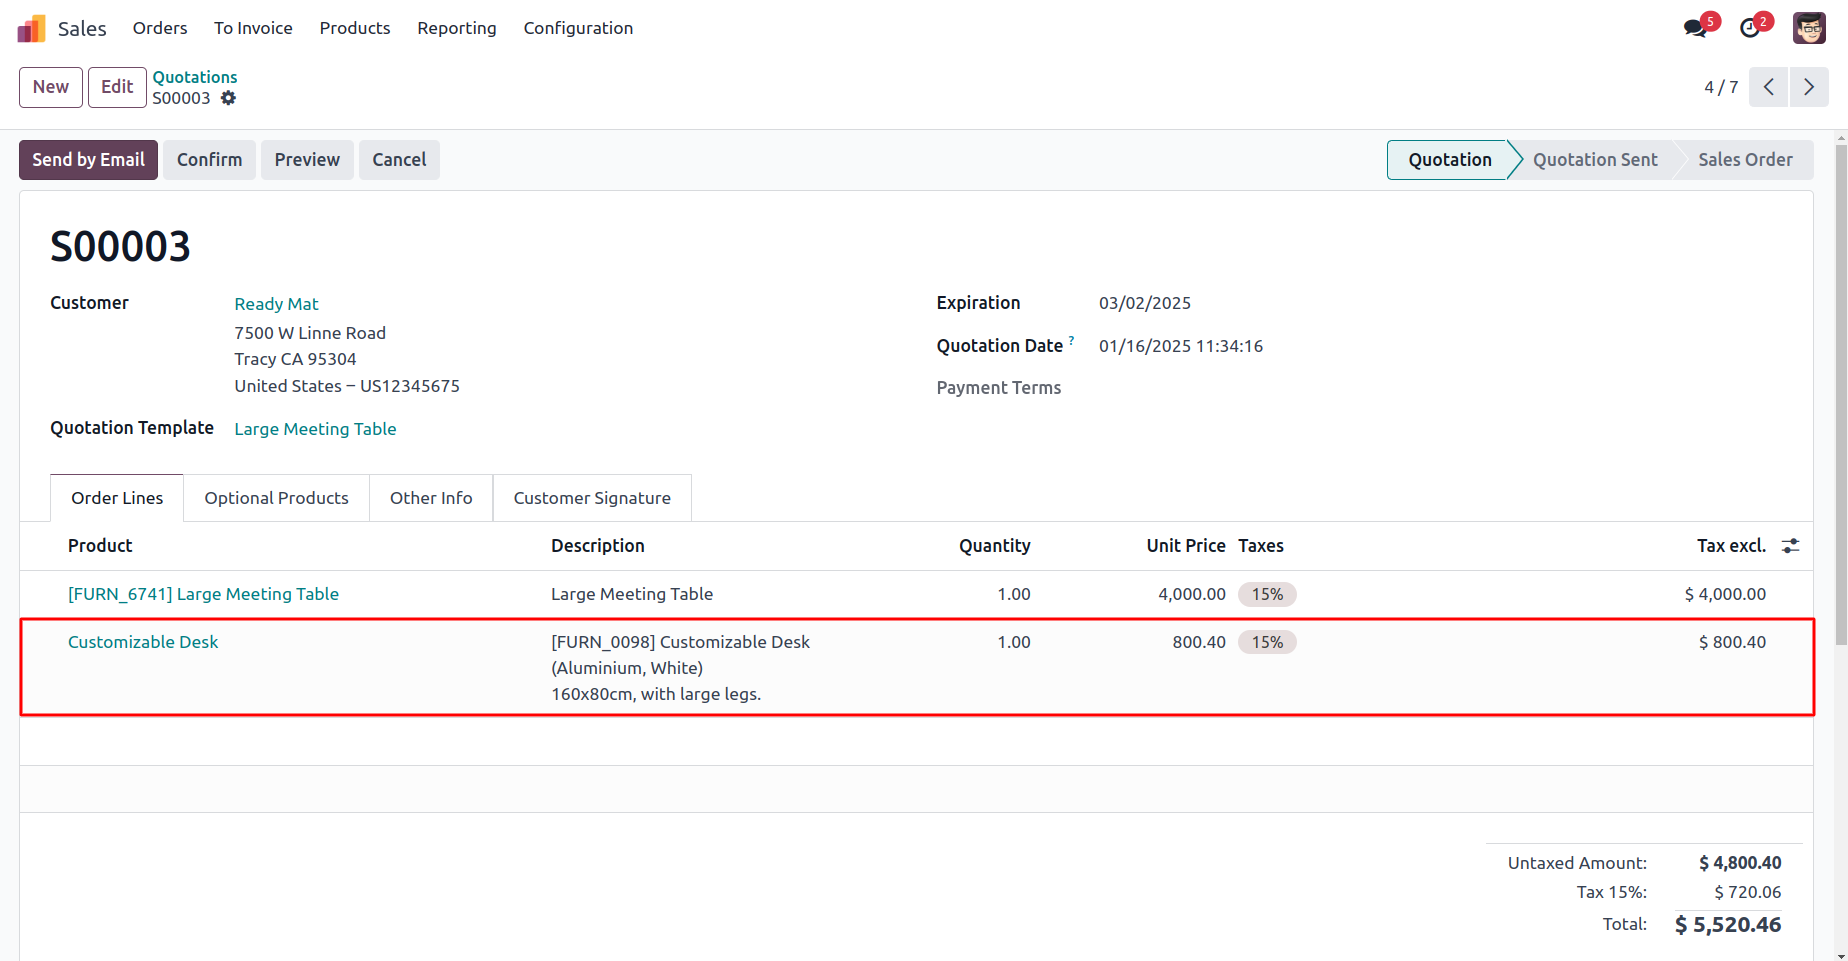 Sales Orders To Invoice Products Reporting Configuration 5 2
New Edit Quotations
S00003 4 / 7
Send by Email Confirm Preview Cancel Quotation Quotation Sent Sales Order
S00003
Customer Ready Mat Expiration 03/02/2025
7500 W Linne Road
Quotation Date ? 01/16/2025 11:34:16
Tracy CA 95304
United States – US12345675 Payment Terms
Quotation Template Large Meeting Table
Order Lines Optional Products Other Info Customer Signature
Product Description Quantity Unit Price Taxes Tax excl.
[FURN_6741] Large Meeting Table Large Meeting Table 1.00 4,000.00 15% $ 4,000.00
Customizable Desk [FURN_0098] Customizable Desk 1.00 800.40 15% $ 800.40
(Aluminium, White)
160x80cm, with large legs.
Untaxed Amount: $ 4,800.40
Tax 15%: $ 720.06
Total: $ 5,520.46